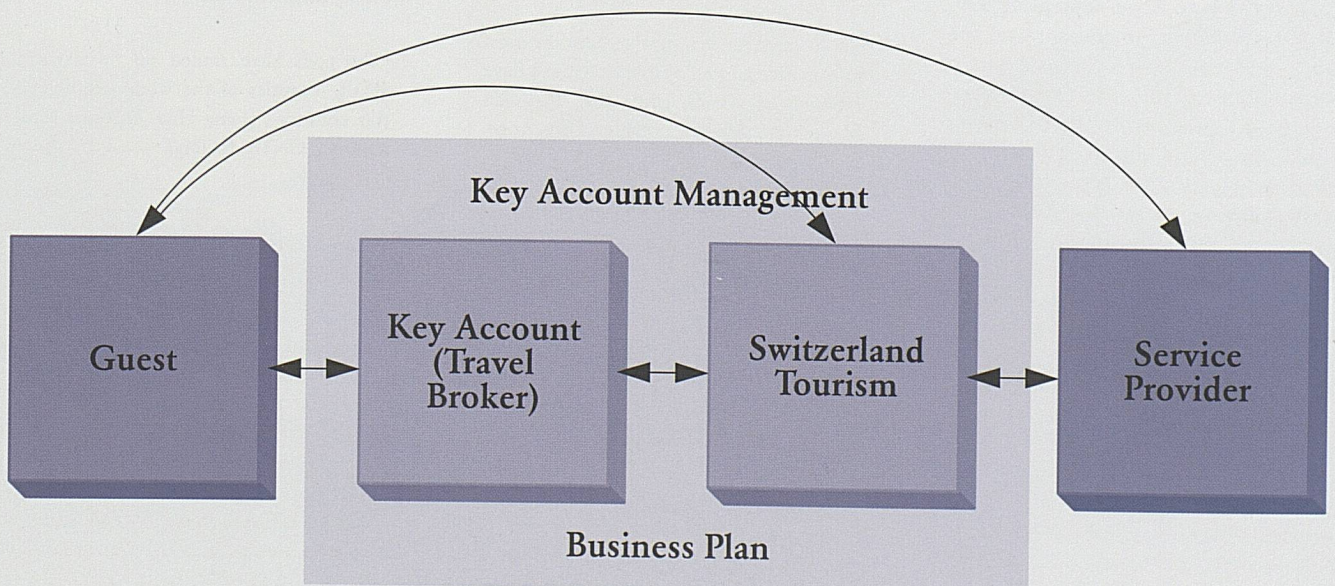 Key Account Management
Guest
Key Account
(Travel
Broker)
Switzerland
Tourism
Service
Provider
Business Plan